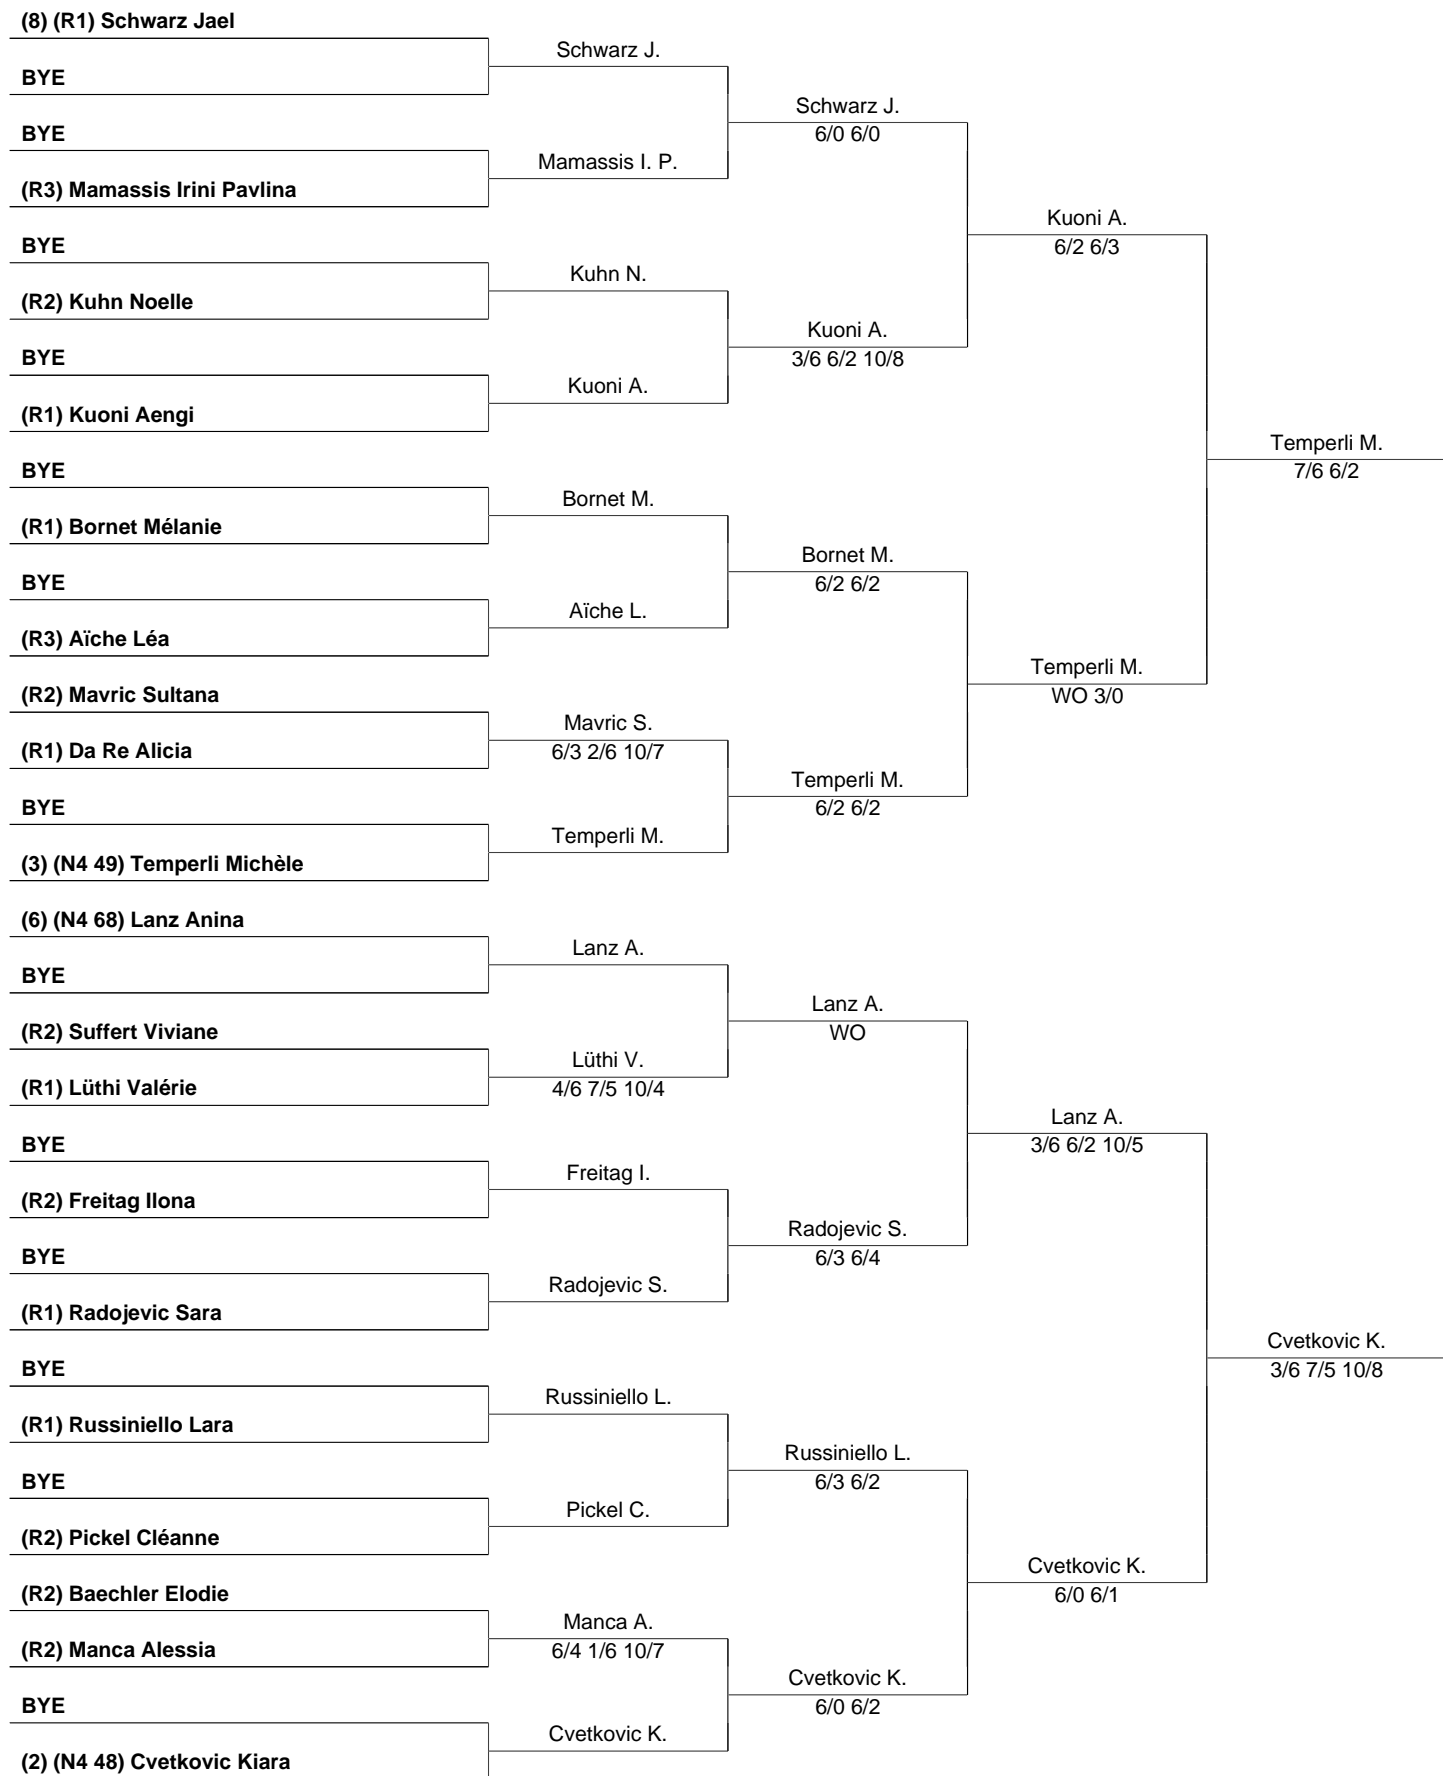 (8) (R1) Schwarz Jael
Schwarz J.
BYE
Schwarz J.
6/0 6/0
BYE
Mamassis I. P.
(R3) Mamassis Irini Pavlina
Kuoni A.
6/2 6/3
BYE
Kuhn N.
(R2) Kuhn Noelle
Kuoni A.
3/6 6/2 10/8
BYE
Kuoni A.
(R1) Kuoni Aengi
Temperli M.
7/6 6/2
BYE
Bornet M.
(R1) Bornet Mélanie
Bornet M.
6/2 6/2
BYE
Aïche L.
(R3) Aïche Léa
Temperli M.
WO 3/0
(R2) Mavric Sultana
Mavric S.
6/3 2/6 10/7
(R1) Da Re Alicia
Temperli M.
6/2 6/2
BYE
Temperli M.
(3) (N4 49) Temperli Michèle
(6) (N4 68) Lanz Anina
Lanz A.
BYE
Lanz A.
WO
(R2) Suffert Viviane
Lüthi V.
4/6 7/5 10/4
(R1) Lüthi Valérie
Lanz A.
3/6 6/2 10/5
BYE
Freitag I.
(R2) Freitag Ilona
Radojevic S.
6/3 6/4
BYE
Radojevic S.
(R1) Radojevic Sara
Cvetkovic K.
3/6 7/5 10/8
BYE
Russiniello L.
(R1) Russiniello Lara
Russiniello L.
6/3 6/2
BYE
Pickel C.
(R2) Pickel Cléanne
Cvetkovic K.
6/0 6/1
(R2) Baechler Elodie
Manca A.
6/4 1/6 10/7
(R2) Manca Alessia
Cvetkovic K.
6/0 6/2
BYE
Cvetkovic K.
(2) (N4 48) Cvetkovic Kiara